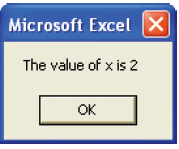 Microsoft Excel
The value of x is 2
OK